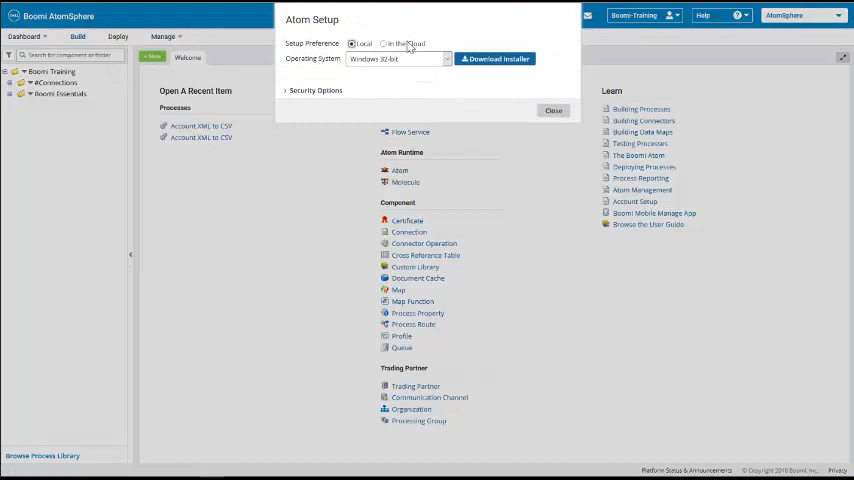 DELL Boomi AtomSphere
Boomi-Training
Help
AtomSphere
Dashboard
Build
Deploy
Manage
Search for component or folder
Boomi Training
#Connections
Boomi Essentials
Browse Process Library
+ New
Welcome
Atom Setup
Setup Preference
Local
In the Cloud
Operating System
Windows 32-bit
Download Installer
Security Options
Close
Open A Recent Item
Processes
Account XML to CSV
Account XML to CSV
Flow Service
Atom Runtime
Atom
Molecule
Component
Certificate
Connection
Connector Operation
Cross Reference Table
Custom Library
Document Cache
Map
Map Function
Process Property
Process Route
Profile
Queue
Trading Partner
Trading Partner
Communication Channel
Organization
Processing Group
Learn
Building Processes
Building Connectors
Building Data Maps
Testing Processes
The Boomi Atom
Deploying Processes
Process Reporting
Atom Management
Account Setup
Boomi Mobile Manage App
Browse the User Guide
Platform Status & Announcements
© Copyright 2018 Boomi Inc.
Privacy